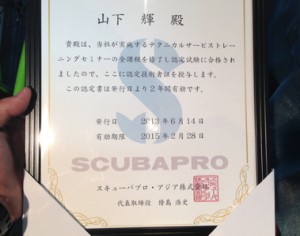 山下 輝 殿
貴殿は、当社が実施するテクニカルサービストレー
ニングセミナーの全課程を修了し認定試験に合格さ
れましたので、ここに認定技術者証を授与します。
この認定書は発行日より2年間有効です。
発行日 2013年6月14日
有効期限 2015年2月28日
S
SCUBAPRO
スキューバプロ・アジア株式会社
代表取締役